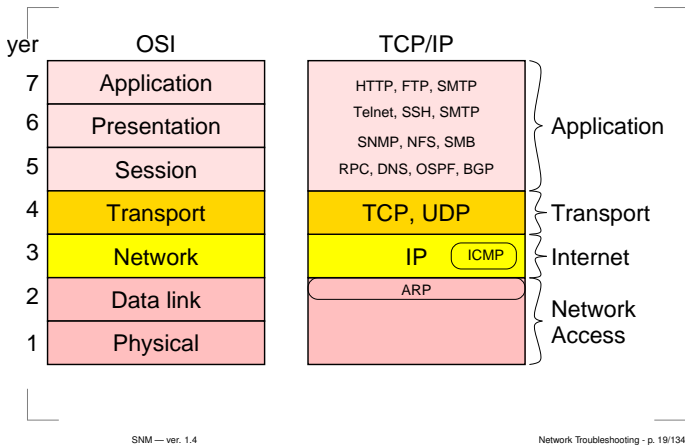 yer OSI TCP/IP
7 Application HTTP, FTP, SMTP
6 Presentation Telnet, SSH, SMTP Application
SNMP, NFS, SMB
5 Session RPC, DNS, OSPF, BGP
4 Transport TCP, UDP Transport
3 Network IP ICMP Internet
2 Data link ARP Network
1 Physical Access
SNM — ver. 1.4 Network Troubleshooting - p. 19/134